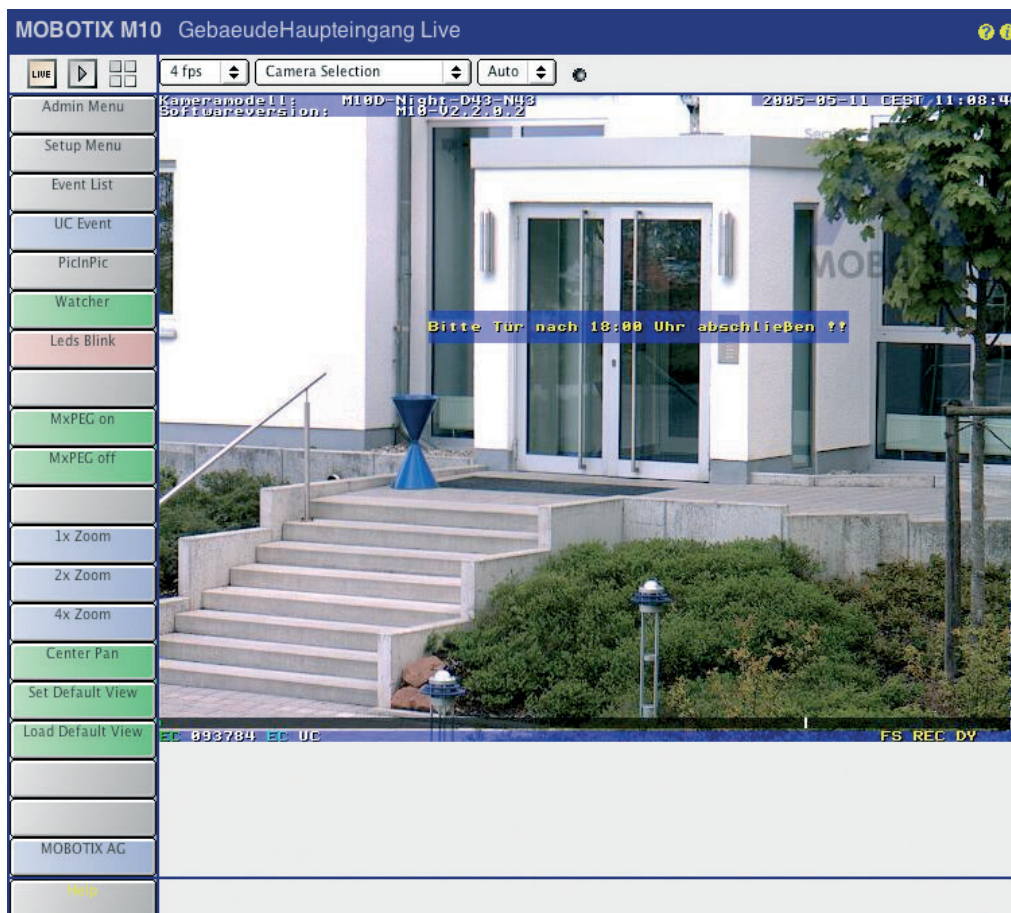 MOBOTIX M10 GebaeudeHaupteingang Live
? i
LIVE
4 fps
Camera Selection
Auto
Admin Menu
Setup Menu
Event List
UC Event
PicInPic
Watcher
Leds Blink
MxPEG on
MxPEG off
1x Zoom
2x Zoom
4x Zoom
Center Pan
Set Default View
Load Default View
MOBOTIX AG
Help
Kameramodell: M10D-Night-D43-N43
Softwareversion: M10-V2.2.0.2
2005-05-11 CEST 11:08:4
Bitte Tür nach 18:00 Uhr abschließen !!
EC 093784 EC UC
FS REC DY